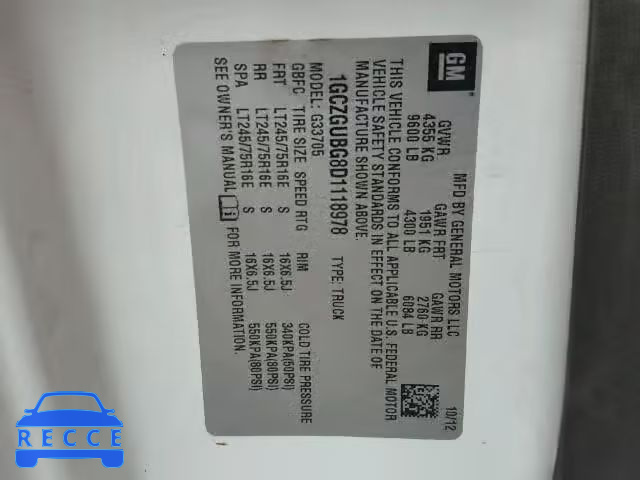 GM
MFD BY GENERAL MOTORS LLC
10/12
GVWR GAWR FRT GAWR RR
4355 KG 1951 KG 2760 KG
9600 LB 4300 LB 6084 LB
THIS VEHICLE CONFORMS TO ALL APPLICABLE U.S. FEDERAL MOTOR
VEHICLE SAFETY STANDARDS IN EFFECT ON THE DATE OF
MANUFACTURE SHOWN ABOVE.
1GCZGUBG8D1118978 TYPE: TRUCK
MODEL: G33705
GBFC TIRE SIZE SPEED RTG RIM COLD TIRE PRESSURE
FRT LT245/75R16E S 16X6.5J 340KPA(50PSI)
RR LT245/75R16E S 16X6.5J 550KPA(80PSI)
SPA LT245/75R16E S 16X6.5J 550KPA(80PSI)
SEE OWNER'S MANUAL FOR MORE INFORMATION.
RECCE